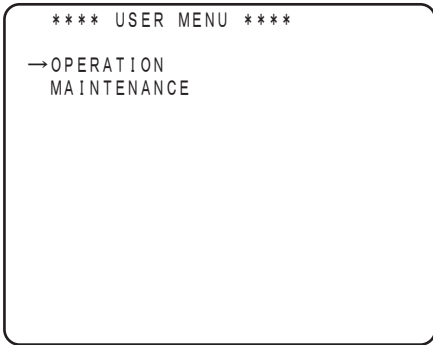 **** USER MENU ****
→OPERATION
MAINTENANCE